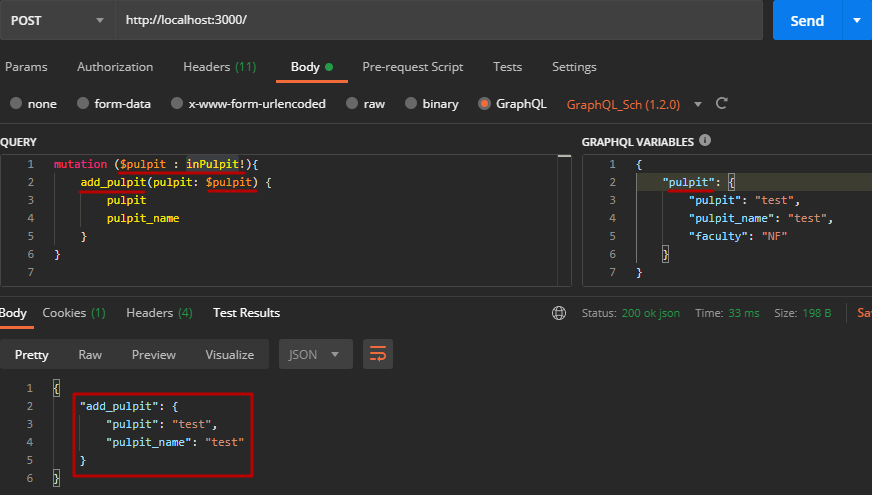 POST http://localhost:3000/ Send
Params Authorization Headers (11) Body Pre-request Script Tests Settings
none form-data x-www-form-urlencoded raw binary GraphQL GraphQL_Sch (1.2.0)
QUERY
1 mutation ($pulpit : inPulpit!){
2 add_pulpit(pulpit: $pulpit) {
3 pulpit
4 pulpit_name
5 }
6 }
7
GRAPHQL VARIABLES
1 {
2 "pulpit": {
3 "pulpit": "test",
4 "pulpit_name": "test",
5 "faculty": "NF"
6 }
7 }
Body Cookies (1) Headers (4) Test Results Status: 200 ok json Time: 33 ms Size: 198 B Sa
Pretty Raw Preview Visualize JSON
1 {
2 "add_pulpit": {
3 "pulpit": "test",
4 "pulpit_name": "test"
5 }
6 }